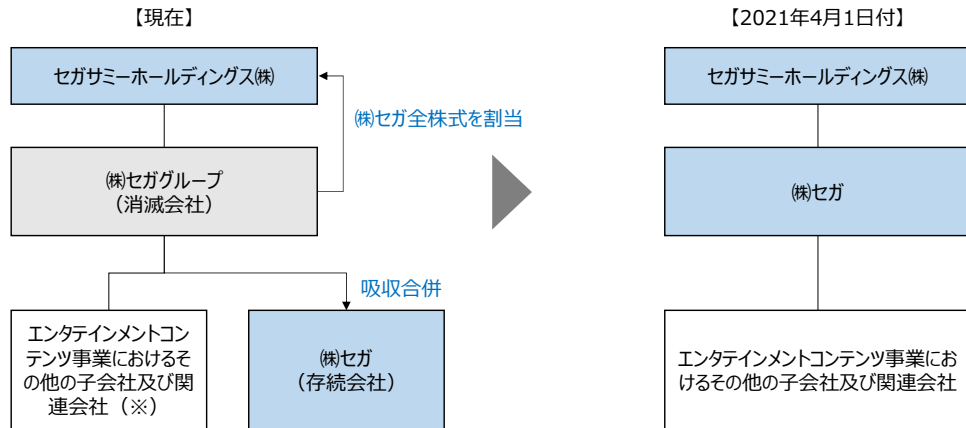 【現在】
セガサミーホールディングス㈱
㈱セガ全株式を割当
㈱セガグループ
（消滅会社）
吸収合併
エンタテインメントコン
テンツ事業におけるそ
の他の子会社及び関
連会社（※）
㈱セガ
（存続会社）
【2021年4月1日付】
セガサミーホールディングス㈱
㈱セガ
エンタテインメントコンテンツ事業にお
けるその他の子会社及び関連会社